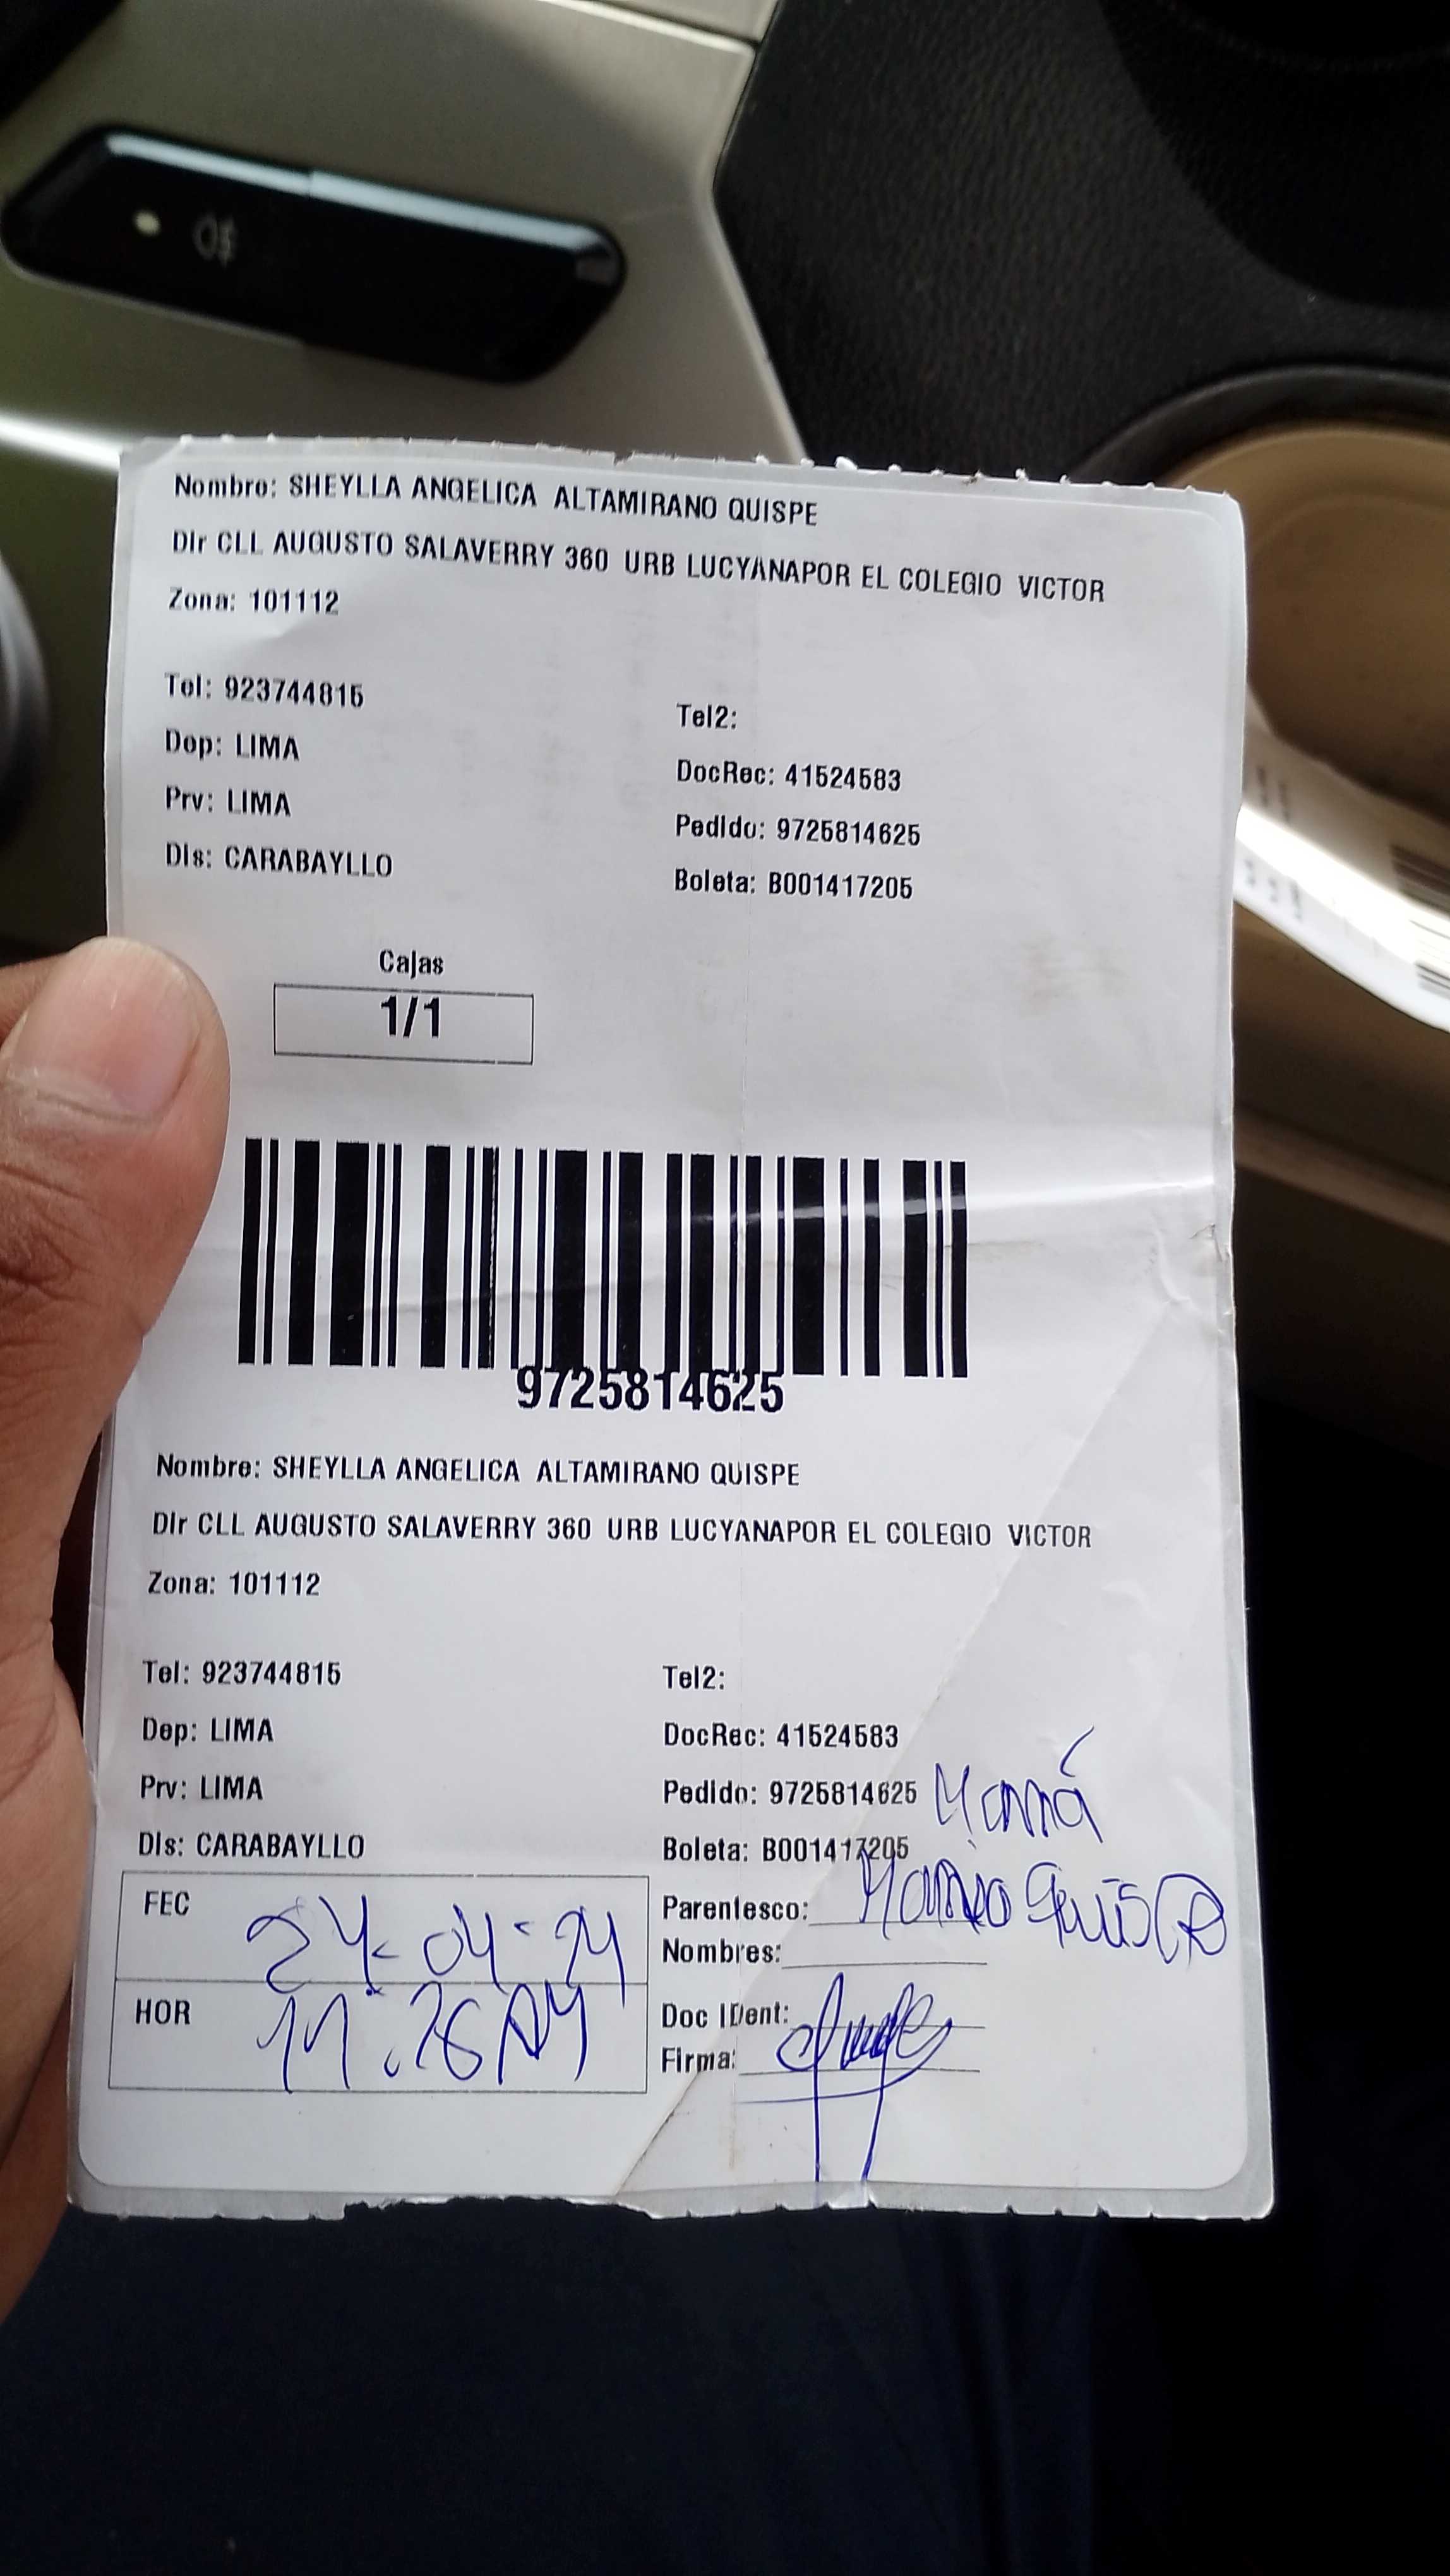 Nombre: SHEYLLA ANGELICA ALTAMIRANO QUISPE
Dir CLL AUGUSTO SALAVERRY 360 URB LUCYANAPOR EL COLEGIO VICTOR
Zona: 101112
Tel: 923744815
Tel2:
Dep: LIMA
DocRec: 41524583
Prv: LIMA
Pedido: 9725814625
Dis: CARABAYLLO
Boleta: B001417205
Cajas
1/1
9725814625
Nombre: SHEYLLA ANGELICA ALTAMIRANO QUISPE
Dir CLL AUGUSTO SALAVERRY 360 URB LUCYANAPOR EL COLEGIO VICTOR
Zona: 101112
Tel: 923744815
Tel2:
Dep: LIMA
DocRec: 41524583
Prv: LIMA
Pedido: 9725814625 Mamá
Dis: CARABAYLLO
Boleta: B001417205
FEC 24-04-24
Parentesco:
Nombres:
HOR 11:26 AM
Doc IDent:
Firma: